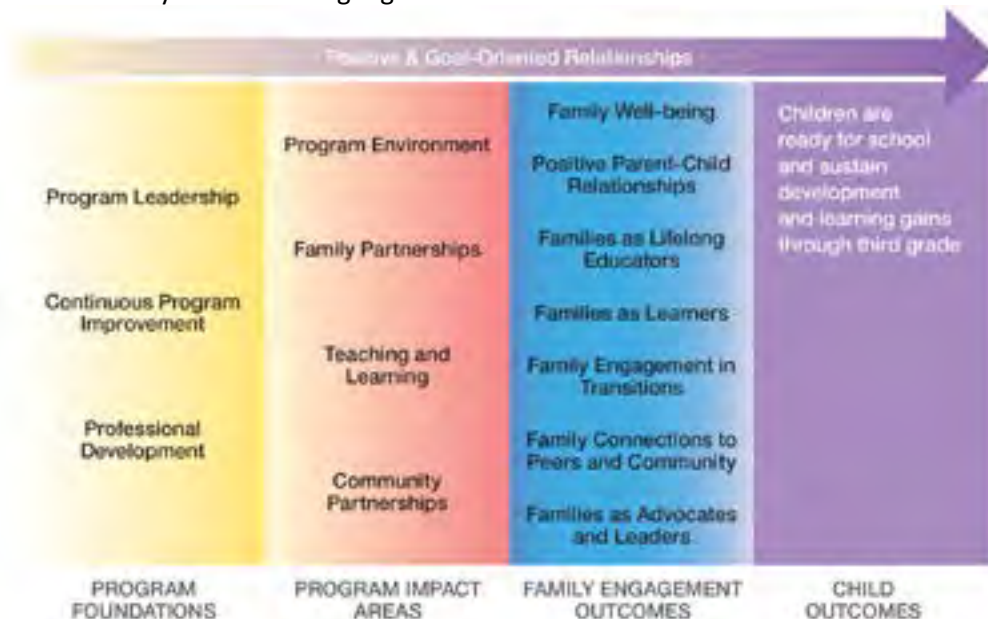 Positive & Goal-Oriented Relationships
Program Leadership
Continuous Program
Improvement
Professional
Development
PROGRAM
FOUNDATIONS
Program Environment
Family Partnerships
Teaching and
Learning
Community
Partnerships
PROGRAM IMPACT
AREAS
Family Well-being
Positive Parent-Child
Relationships
Families as Lifelong
Educators
Families as Learners
Family Engagement in
Transitions
Family Connections to
Peers and Community
Families as Advocates
and Leaders
FAMILY ENGAGEMENT
OUTCOMES
Children are
ready for school
and sustain
development
and learning gains
through third grade
CHILD
OUTCOMES